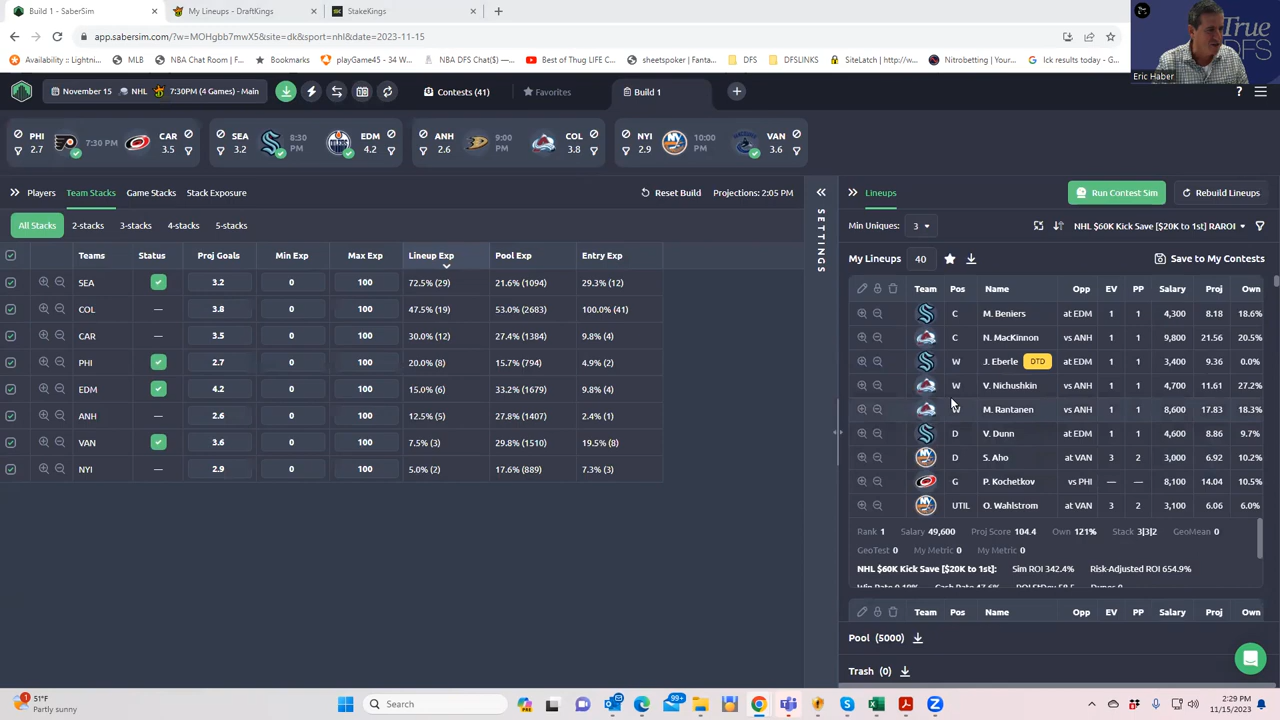 Build 1 - SaberSim
My Lineups - DraftKings
StakeKings
app.sabersim.com/?w=MOHgbb7mwX5&site=dk&sport=nhl&date=2023-11-15
Availability :: Lightni...
MLB
NBA Chat Rooms -...
playGame45 - 34 W...
Bookmarks
NBA DFS Chat($) -...
Best of Thug LIFE C...
sheetspoker | Fanta...
DFS
DFSLINKS
SiteLatch | http://w...
Nitrobetting | Your...
Ick results today - G...
True
DFS
Eric Haber
November 15
NHL
7:30PM (4 Games) - Main
Contests (41)
Favorites
Build 1
PHI 2.7 7:30 PM CAR 3.5
SEA 3.2 8:30 PM EDM 4.2
ANH 2.6 9:00 PM COL 3.8
NYI 2.9 10:00 PM VAN 3.6
Players Team Stacks Game Stacks Stack Exposure
Reset Build Projections: 2:05 PM
All Stacks 2-stacks 3-stacks 4-stacks 5-stacks
Teams Status Proj Goals Min Exp Max Exp Lineup Exp Pool Exp Entry Exp
SEA 3.2 0 100 72.5% (29) 21.6% (1094) 29.3% (12)
COL — 3.8 0 100 47.5% (19) 53.0% (2683) 100.0% (41)
CAR — 3.5 0 100 30.0% (12) 27.4% (1384) 9.8% (4)
PHI 2.7 0 100 20.0% (8) 15.7% (794) 4.9% (2)
EDM 4.2 0 100 15.0% (6) 33.2% (1679) 9.8% (4)
ANH — 2.6 0 100 12.5% (5) 27.8% (1407) 2.4% (1)
VAN 3.6 0 100 7.5% (3) 29.8% (1510) 19.5% (8)
NYI — 2.9 0 100 5.0% (2) 17.6% (889) 7.3% (3)
SETTINGS
Lineups
Run Contest Sim
Rebuild Lineups
Min Uniques: 3
NHL $60K Kick Save [$20K to 1st] RAROI
My Lineups 40
Save to My Contests
Team Pos Name Opp EV PP Salary Proj Own
C M. Beniers at EDM 1 1 4,300 8.18 18.6%
C N. MacKinnon vs ANH 1 1 9,800 21.56 20.5%
W J. Eberle DTD at EDM 1 1 3,400 9.36 0.0%
W V. Nichushkin vs ANH 1 1 4,700 11.61 27.2%
W M. Rantanen vs ANH 1 1 8,600 17.83 18.3%
D V. Dunn at EDM 1 1 4,600 8.86 9.7%
D S. Aho at VAN 3 2 3,000 6.92 10.2%
G P. Kochetkov vs PHI — — 8,100 14.04 10.5%
UTIL O. Wahlstrom at VAN 3 2 3,100 6.06 6.0%
Rank 1 Salary 49,600 Proj Score 104.4 Own 121% Stack 3|3|2 GeoMean 0
GeoTest 0 My Metric 0 My Metric 0
NHL $60K Kick Save [$20K to 1st]: Sim ROI 342.4% Risk-Adjusted ROI 654.9%
Team Pos Name Opp EV PP Salary Proj Own
Pool (5000)
Trash (0)
1
51°F
Partly sunny
Search
99+
2:29 PM
11/15/2023